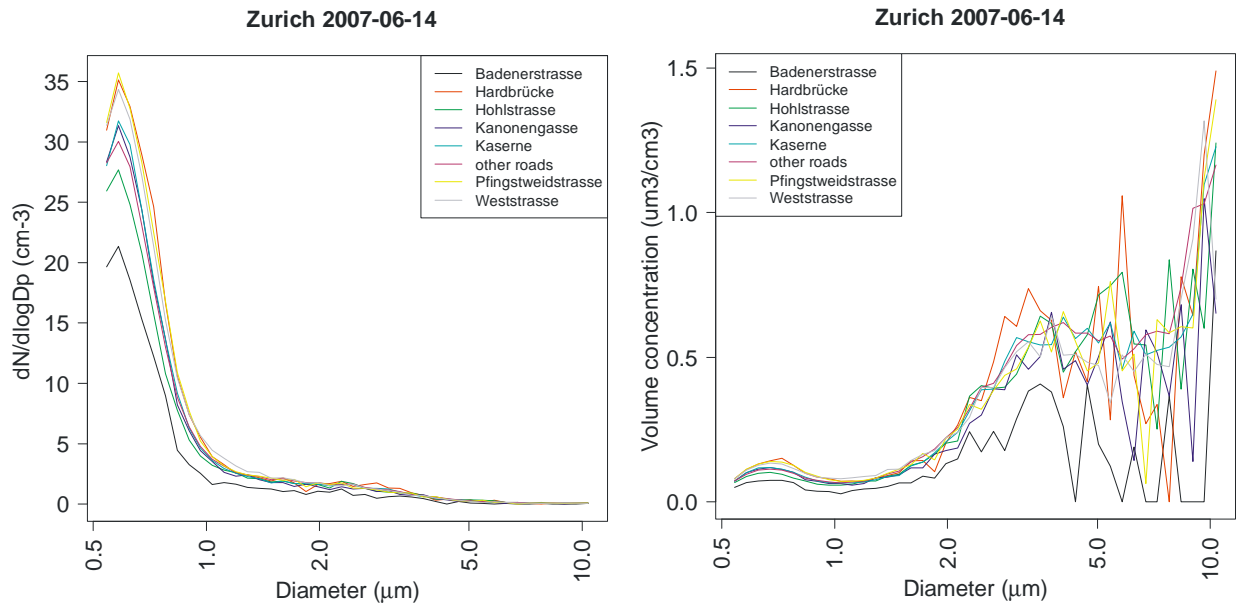 Zurich 2007-06-14
dN/dlogDp (cm-3)
35
30
25
20
15
10
5
0
Badenerstrasse
Hardbrücke
Hohlstrasse
Kanonengasse
Kaserne
other roads
Pfingstweidstrasse
Weststrasse
0.5
1.0
2.0
5.0
10.0
Diameter (μm)
Zurich 2007-06-14
Volume concentration (um3/cm3)
1.5
1.0
0.5
0.0
Badenerstrasse
Hardbrücke
Hohlstrasse
Kanonengasse
Kaserne
other roads
Pfingstweidstrasse
Weststrasse
0.5
1.0
2.0
5.0
10.0
Diameter (μm)